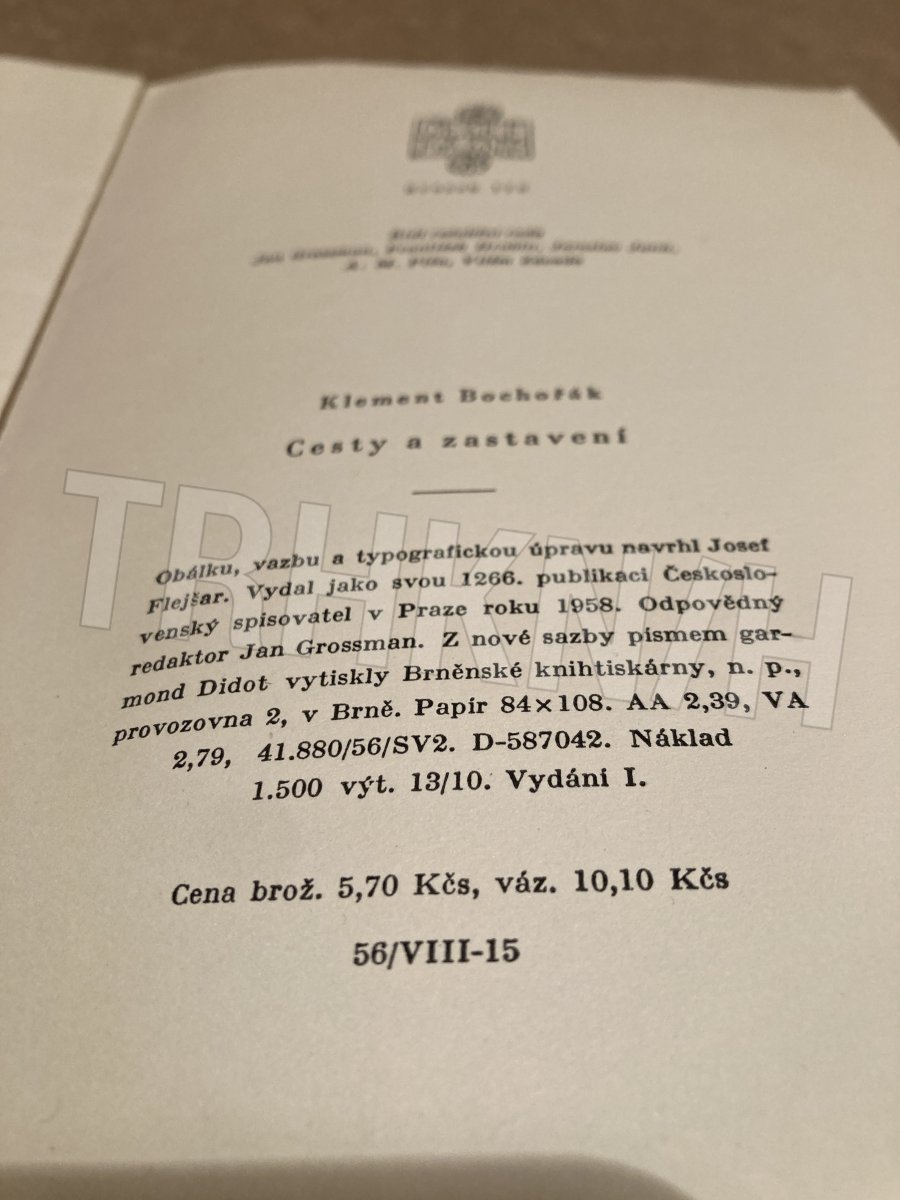 Klement Bochořák
Cesty a zastavení
Obálku, vazbu a typografickou úpravu navrhl Josef
Flejšar. Vydal jako svou 1266. publikaci Českoslo-
venský spisovatel v Praze roku 1958. Odpovědný
redaktor Jan Grossman. Z nové sazby písmem gar-
mond Didot vytiskly Brněnské knihtiskárny, n. p.,
provozovna 2, v Brně. Papír 84×108. AA 2,39, VA
2,79, 41.880/56/SV2. D-587042. Náklad
1.500 výt. 13/10. Vydání I.
Cena brož. 5,70 Kčs, váz. 10,10 Kčs
56/VIII-15
TRHKNIH